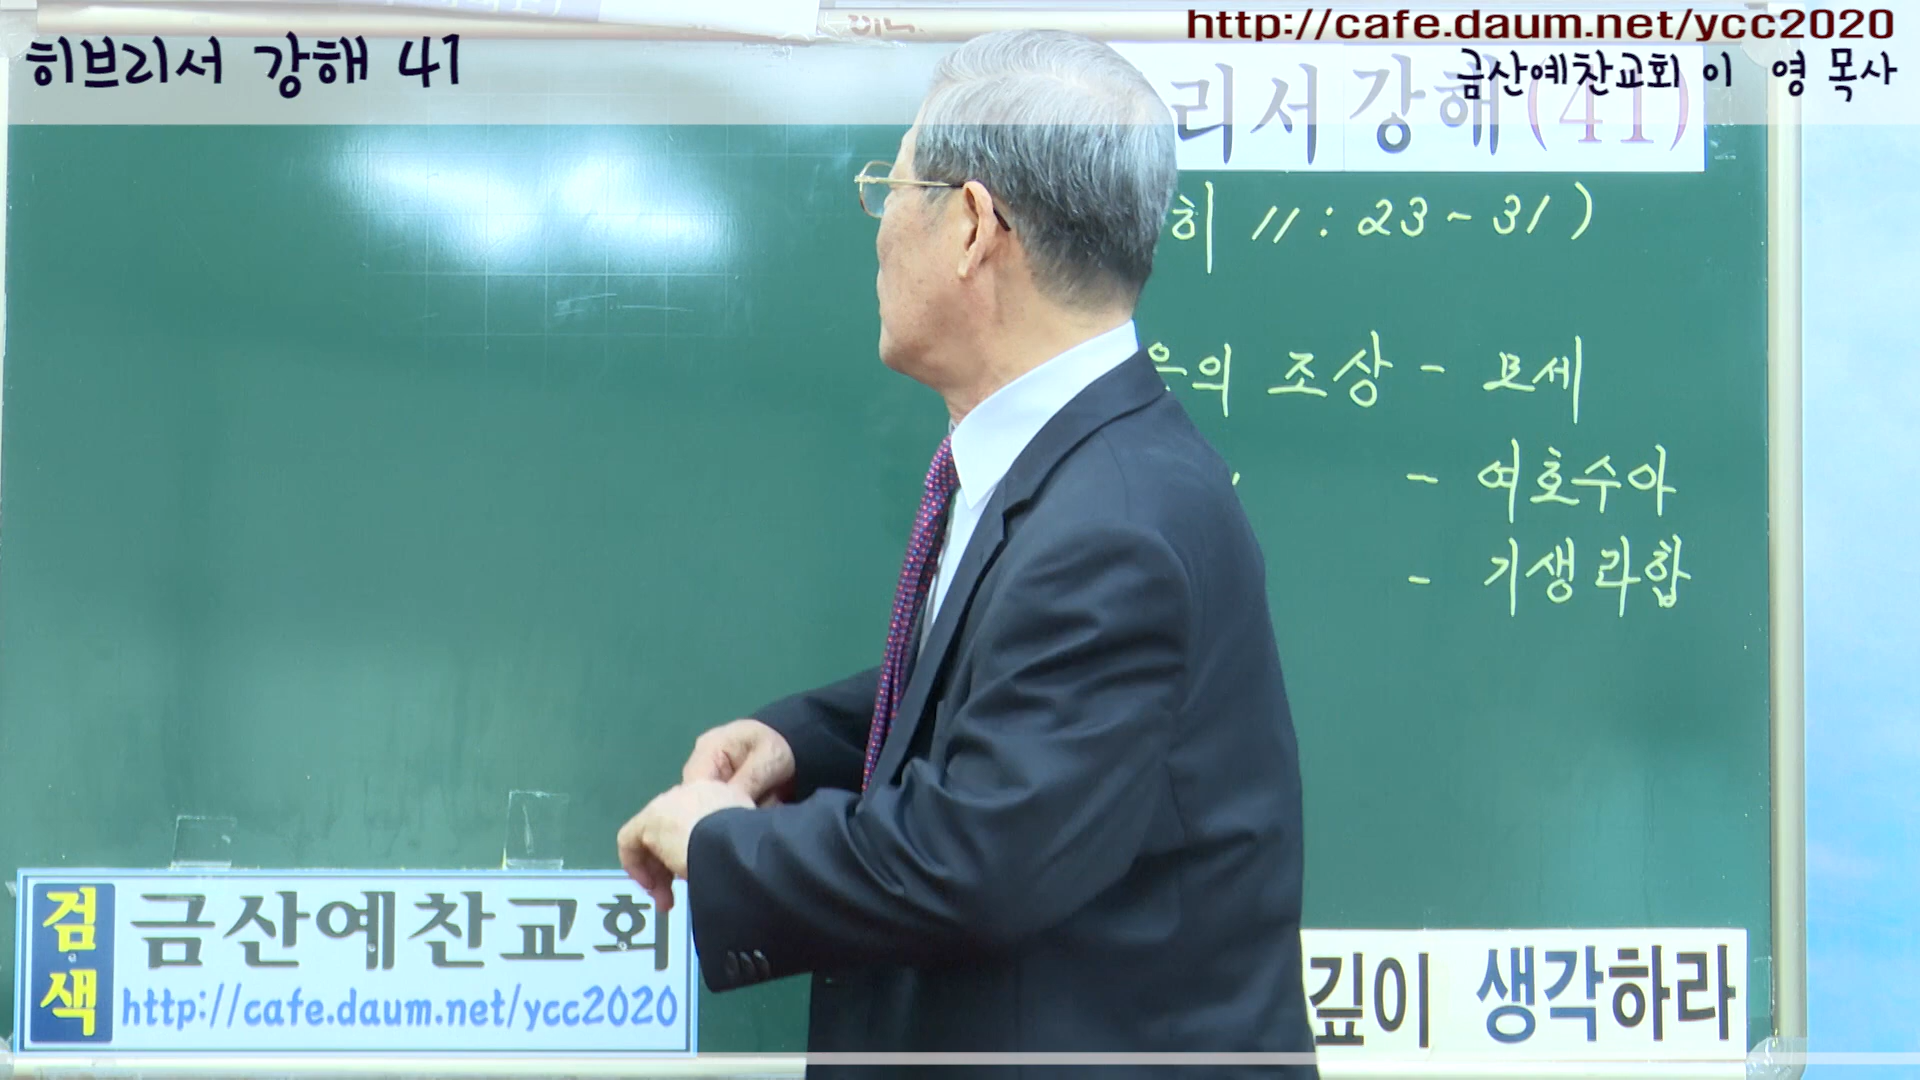 히브리서 강해 41
http://cafe.daum.net/ycc2020
금산예찬교회 이 영 목사
리서강해(41)
히 11:23-31)
의 조상 - 모세
- 여호수아
- 기생 라합
검색
금산예찬교회
http://cafe.daum.net/ycc2020
깊이 생각하라